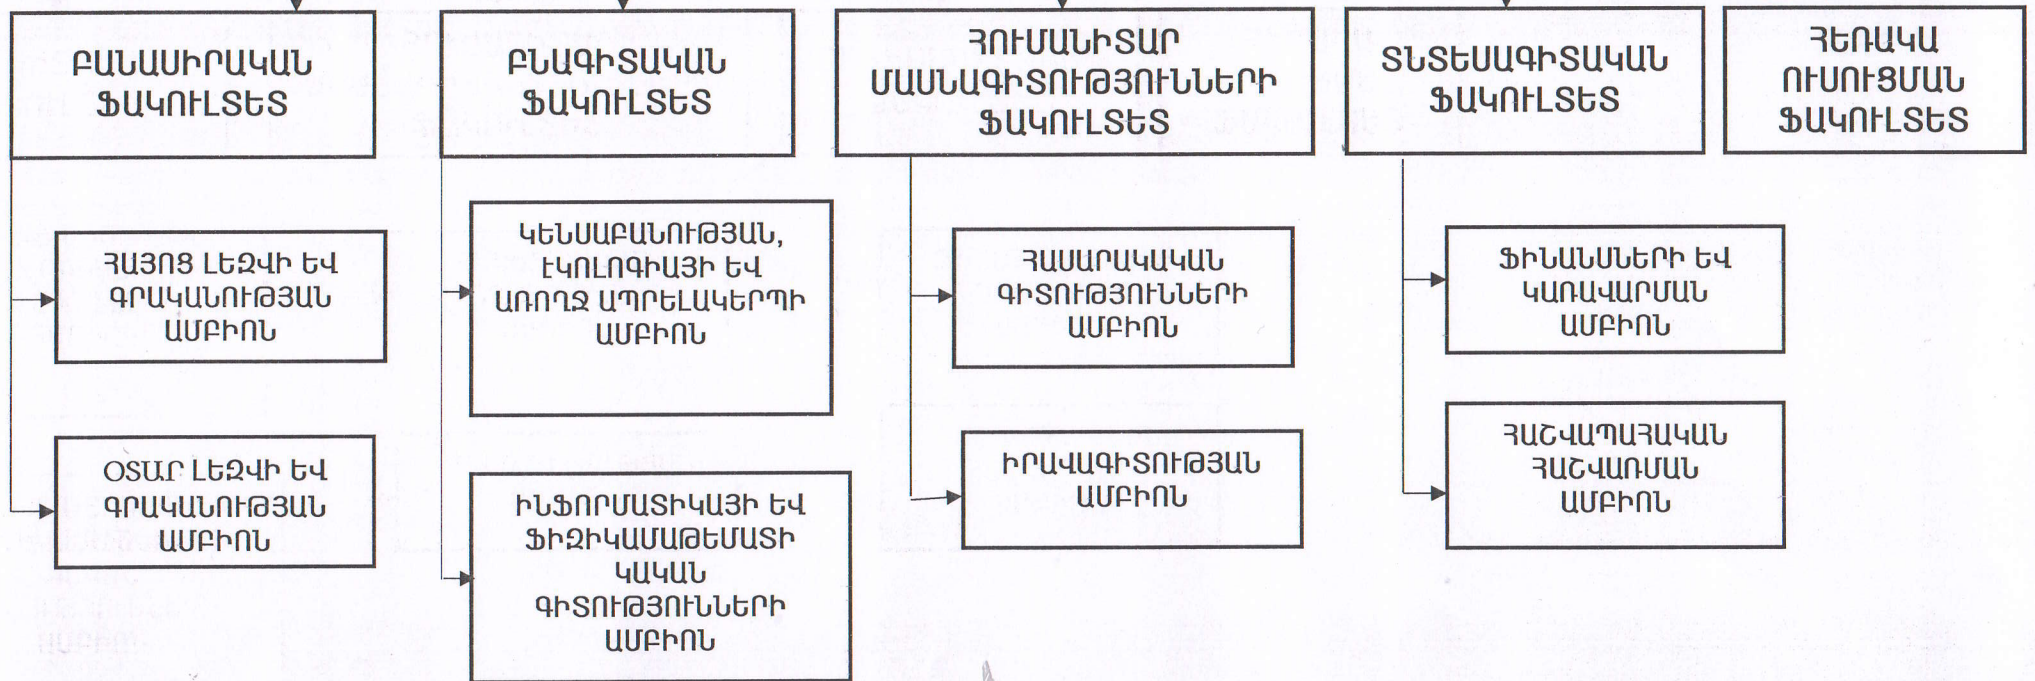 ԲԱՆԱՍԻՐԱԿԱՆ
ՖԱԿՈՒԼՏԵՏ
ԲՆԱԳԻՏԱԿԱՆ
ՖԱԿՈՒԼՏԵՏ
ՀՈՒՄԱՆԻՏԱՐ
ՄԱՍՆԱԳԻՏՈՒԹՅՈՒՆՆԵՐԻ
ՖԱԿՈՒԼՏԵՏ
ՏՆՏԵՍԱԳԻՏԱԿԱՆ
ՖԱԿՈՒԼՏԵՏ
ՀԵՌԱԿԱ
ՈՒՍՈՒՑՄԱՆ
ՖԱԿՈՒԼՏԵՏ
ՀԱՅՈՑ ԼԵԶՎԻ ԵՎ
ԳՐԱԿԱՆՈՒԹՅԱՆ
ԱՄԲԻՈՆ
ՕՏԱՐ ԼԵԶՎԻ ԵՎ
ԳՐԱԿԱՆՈՒԹՅԱՆ
ԱՄԲԻՈՆ
ԿԵՆՍԱԲԱՆՈՒԹՅԱՆ,
ԷԿՈԼՈԳԻԱՅԻ ԵՎ
ԱՌՈՂՋ ԱՊՐԵԼԱԿԵՐՊԻ
ԱՄԲԻՈՆ
ԻՆՖՈՐՄԱՏԻԿԱՅԻ ԵՎ
ՖԻԶԻԿԱՄԱԹԵՄԱՏԻ
ԿԱԿԱՆ
ԳԻՏՈՒԹՅՈՒՆՆԵՐԻ
ԱՄԲԻՈՆ
ՀԱՍԱՐԱԿԱԿԱՆ
ԳԻՏՈՒԹՅՈՒՆՆԵՐԻ
ԱՄԲԻՈՆ
ԻՐԱՎԱԳԻՏՈՒԹՅԱՆ
ԱՄԲԻՈՆ
ՖԻՆԱՆՍՆԵՐԻ ԵՎ
ԿԱՌԱՎԱՐՄԱՆ
ԱՄԲԻՈՆ
ՀԱՇՎԱՊԱՀԱԿԱՆ
ՀԱՇՎԱՌՄԱՆ
ԱՄԲԻՈՆ